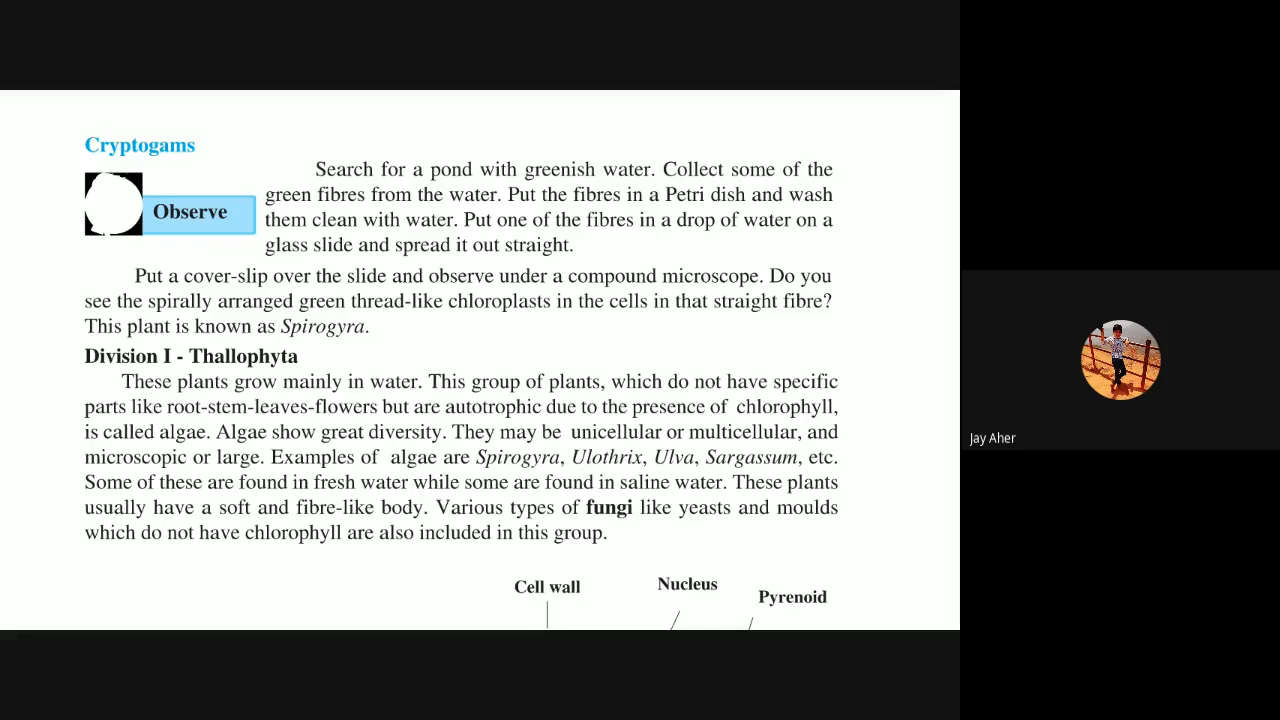 Cryptogams
Search for a pond with greenish water. Collect some of the
green fibres from the water. Put the fibres in a Petri dish and wash
Observe
them clean with water. Put one of the fibres in a drop of water on a
glass slide and spread it out straight.
Put a cover-slip over the slide and observe under a compound microscope. Do you
see the spirally arranged green thread-like chloroplasts in the cells in that straight fibre?
This plant is known as Spirogyra.
Division I - Thallophyta
These plants grow mainly in water. This group of plants, which do not have specific
parts like root-stem-leaves-flowers but are autotrophic due to the presence of chlorophyll,
is called algae. Algae show great diversity. They may be unicellular or multicellular, and
microscopic or large. Examples of algae are Spirogyra, Ulothrix, Ulva, Sargassum, etc.
Some of these are found in fresh water while some are found in saline water. These plants
usually have a soft and fibre-like body. Various types of fungi like yeasts and moulds
which do not have chlorophyll are also included in this group.
Cell wall
Nucleus
Pyrenoid
Jay Aher